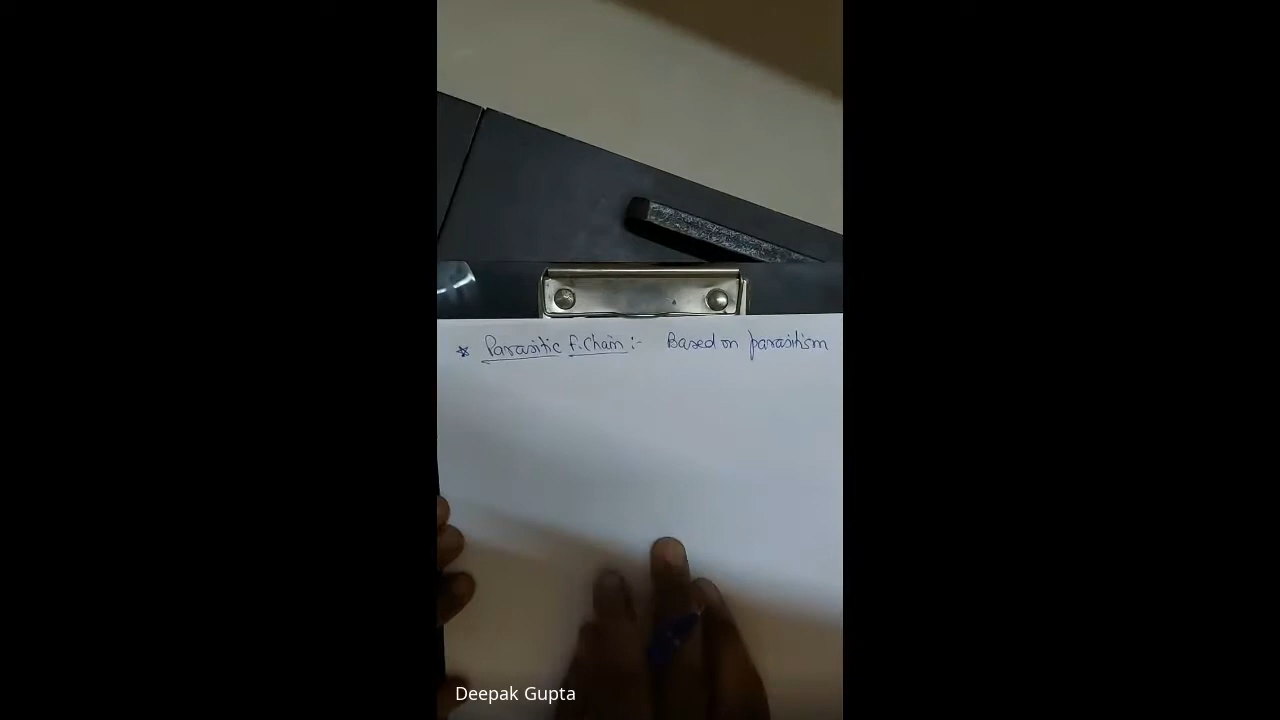 * Parasitic F. Chain :- Based on parasitism
Deepak Gupta